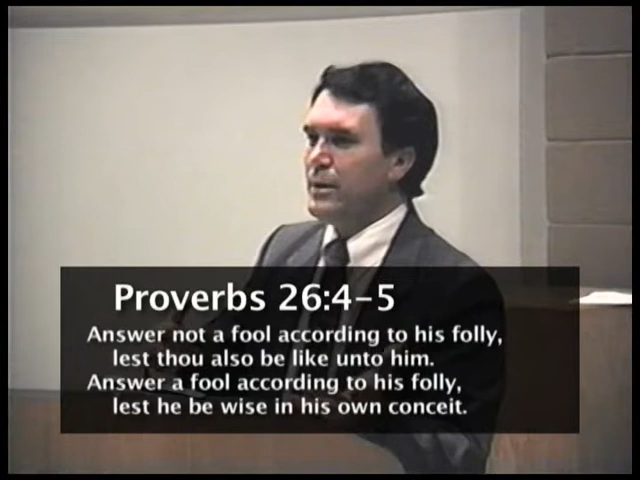 Proverbs 26:4-5
Answer not a fool according to his folly,
lest thou also be like unto him.
Answer a fool according to his folly,
lest he be wise in his own conceit.